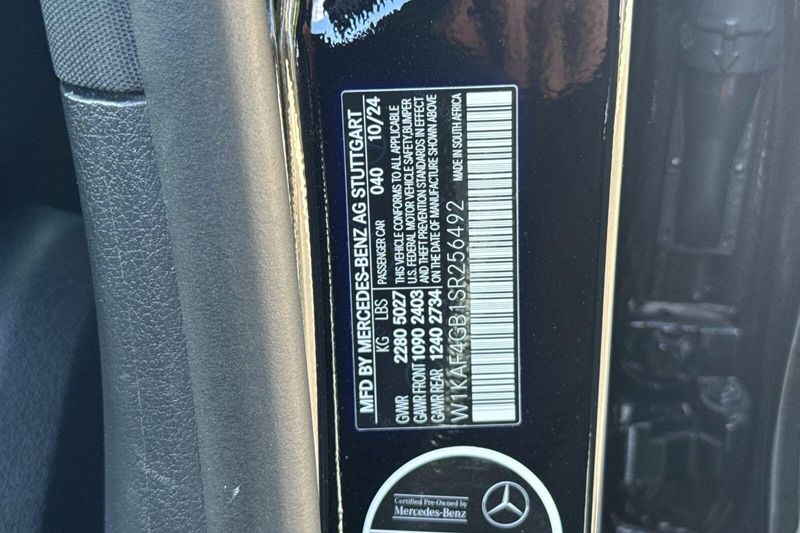 MFD BY MERCEDES-BENZ AG STUTTGART
040 10/24
KG LBS PASSENGER CAR
GVWR 2280 5027 THIS VEHICLE CONFORMS TO ALL APPLICABLE
GAWR FRONT 1090 2403 U.S. FEDERAL MOTOR VEHICLE SAFETY, BUMPER
AND THEFT PREVENTION STANDARDS IN EFFECT
GAWR REAR 1240 2734 ON THE DATE OF MANUFACTURE SHOWN ABOVE
W1KAF4GB1SR256492 MADE IN SOUTH AFRICA
Certified Pre-Owned by
Mercedes-Benz